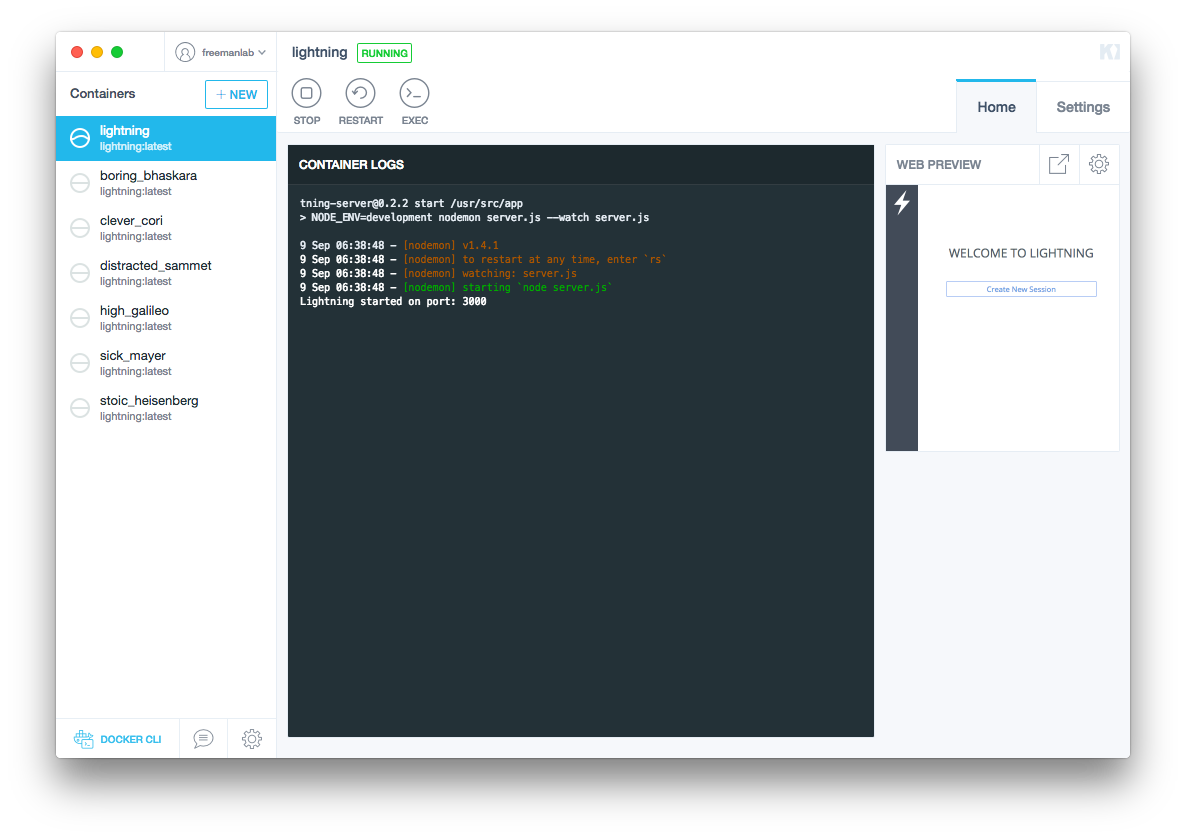 freemanlab
lightning RUNNING
Containers
+ NEW
STOP RESTART EXEC
Home Settings
lightning
lightning:latest
boring_bhaskara
lightning:latest
clever_cori
lightning:latest
distracted_sammet
lightning:latest
high_galileo
lightning:latest
sick_mayer
lightning:latest
stoic_heisenberg
lightning:latest
DOCKER CLI
CONTAINER LOGS
tning-server@0.2.2 start /usr/src/app
> NODE_ENV=development nodemon server.js --watch server.js
9 Sep 06:38:48 - [nodemon] v1.4.1
9 Sep 06:38:48 - [nodemon] to restart at any time, enter `rs`
9 Sep 06:38:48 - [nodemon] watching: server.js
9 Sep 06:38:48 - [nodemon] starting `node server.js`
Lightning started on port: 3000
WEB PREVIEW
WELCOME TO LIGHTNING
Create New Session